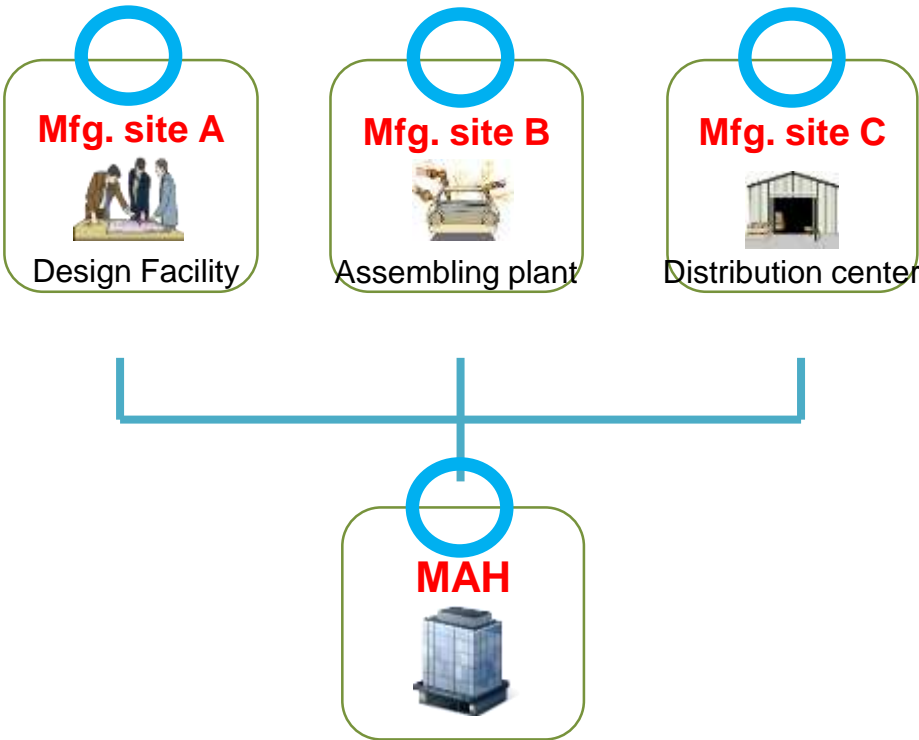 Mfg. site A
Mfg. site B
Mfg. site C
Design Facility
Assembling plant
Distribution center
MAH